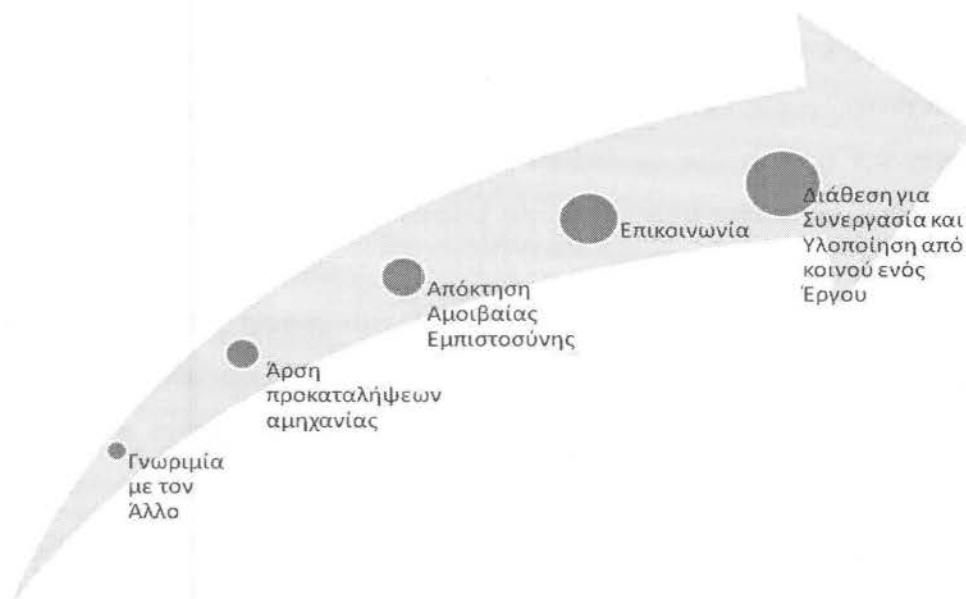 Γνωριμία
με τον
Άλλο
Άρση
προκαταλήψεων
αμηχανίας
Απόκτηση
Αμοιβαίας
Εμπιστοσύνης
Επικοινωνία
Διάθεση για
Συνεργασία και
Υλοποίηση από
κοινού ενός
Έργου